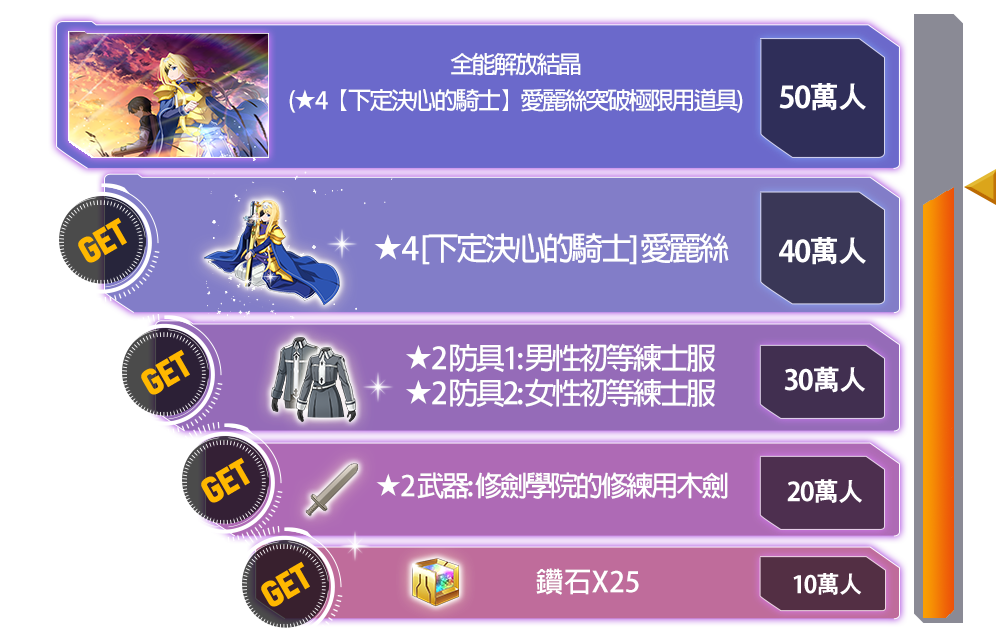 全能解放結晶
(★4【下定決心的騎士】愛麗絲突破極限用道具)
50萬人
GET
★4[下定決心的騎士]愛麗絲
40萬人
GET
★2防具1:男性初等練士服
★2防具2:女性初等練士服
30萬人
GET
★2武器:修劍學院的修練用木劍
20萬人
GET
鑽石X25
10萬人